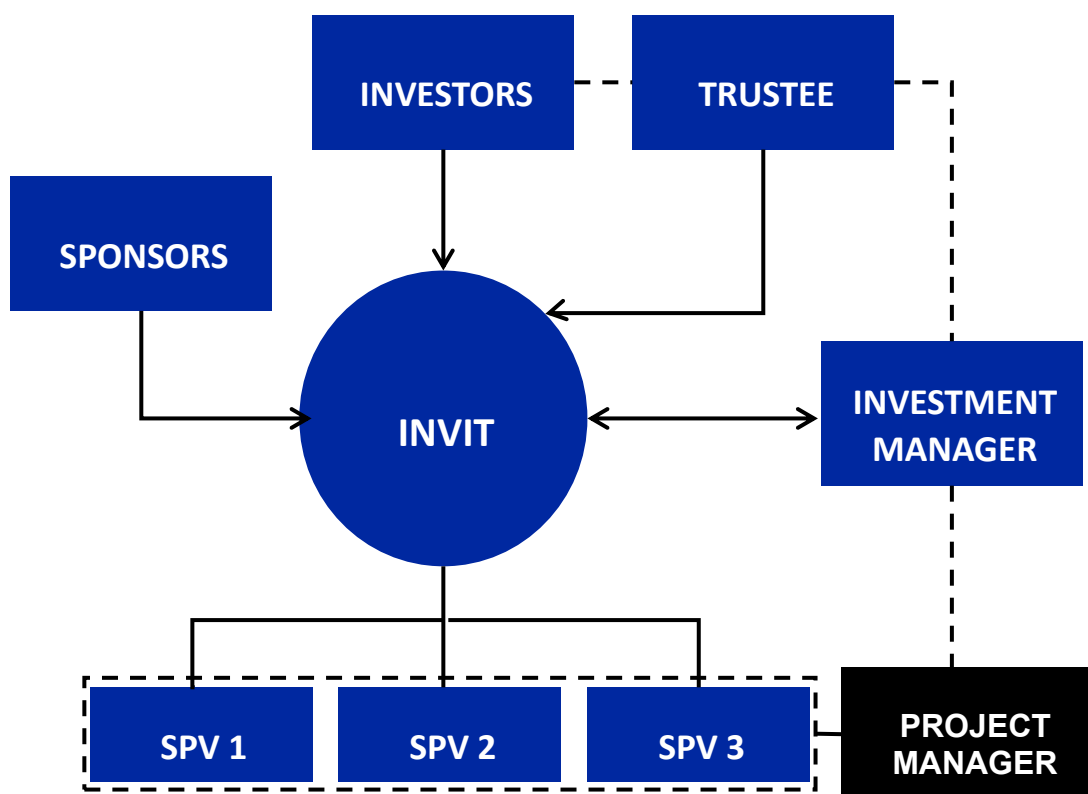 INVESTORS
TRUSTEE
SPONSORS
INVIT
INVESTMENT
MANAGER
SPV 1
SPV 2
SPV 3
PROJECT
MANAGER